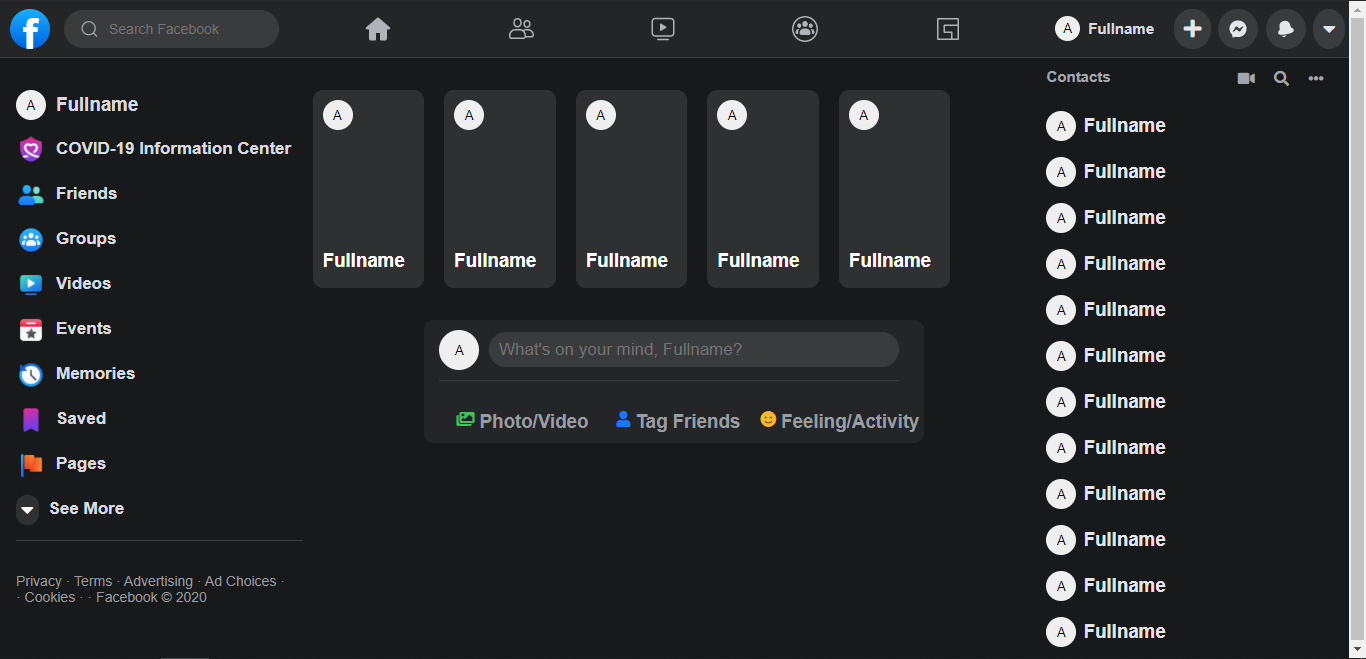 f Search Facebook A Fullname
A Fullname
COVID-19 Information Center
Friends
Groups
Videos
Events
Memories
Saved
Pages
See More
Privacy · Terms · Advertising · Ad Choices ·
· Cookies · · Facebook © 2020
A A A A A
Fullname Fullname Fullname Fullname Fullname
A What's on your mind, Fullname?
Photo/Video Tag Friends Feeling/Activity
Contacts
A Fullname
A Fullname
A Fullname
A Fullname
A Fullname
A Fullname
A Fullname
A Fullname
A Fullname
A Fullname
A Fullname
A Fullname